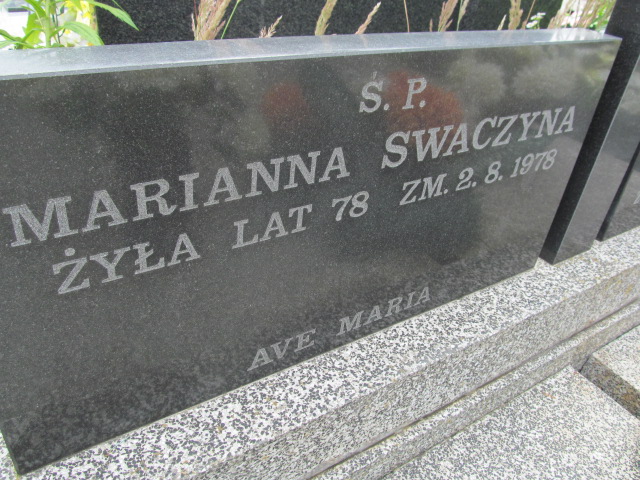 Ś. P.
MARIANNA SWACZYNA
ŻYŁA LAT 78 ZM. 2. 8. 1978
AVE MARIA